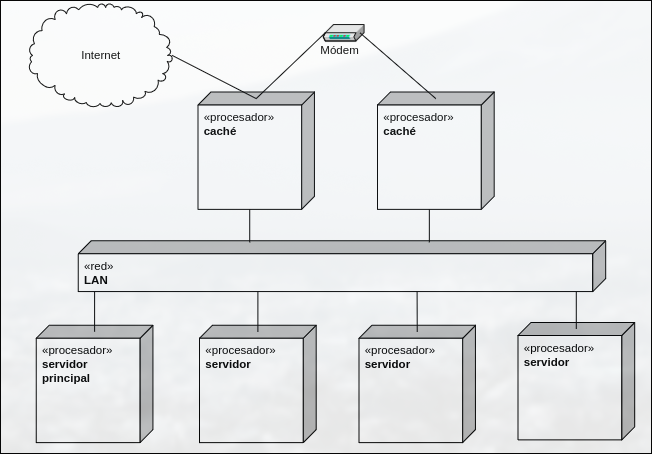 Internet
Módem
«procesador»
caché
«procesador»
caché
«red»
LAN
«procesador»
servidor
principal
«procesador»
servidor
«procesador»
servidor
«procesador»
servidor